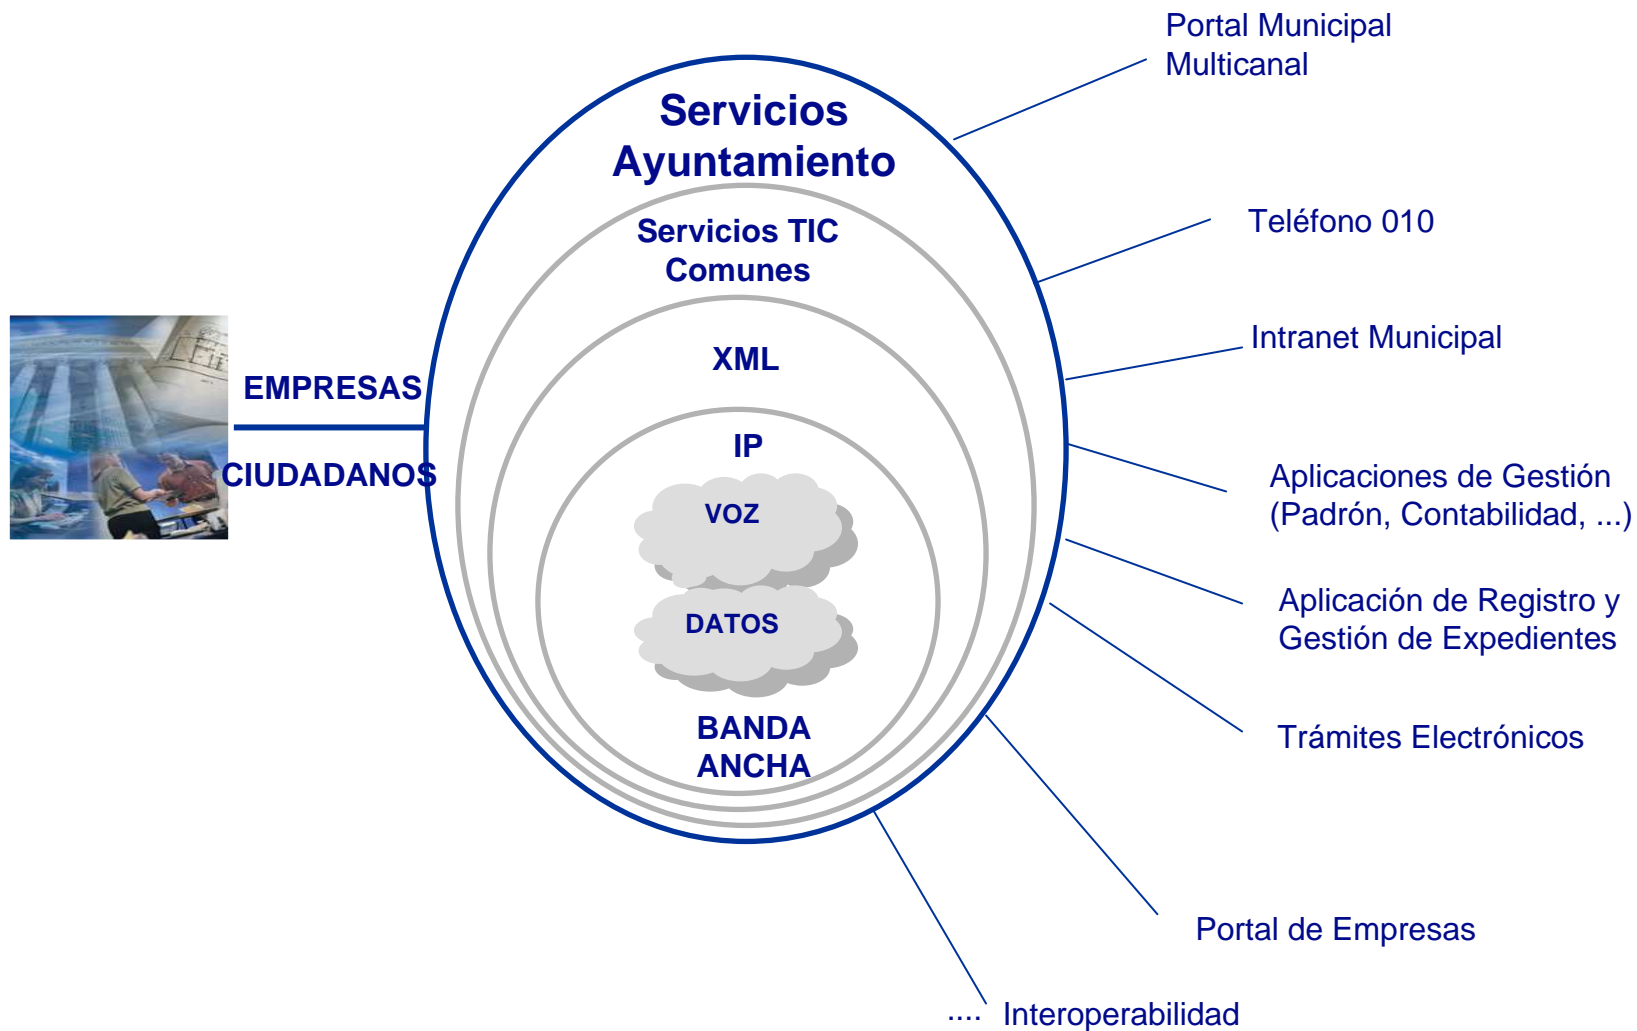 Portal Municipal
Multicanal
Servicios
Ayuntamiento
Servicios TIC
Comunes
Teléfono 010
Intranet Municipal
XML
EMPRESAS
CIUDADANOS
IP
VOZ
DATOS
BANDA
ANCHA
Aplicaciones de Gestión
(Padrón, Contabilidad, ...)
Aplicación de Registro y
Gestión de Expedientes
Trámites Electrónicos
Portal de Empresas
.... Interoperabilidad